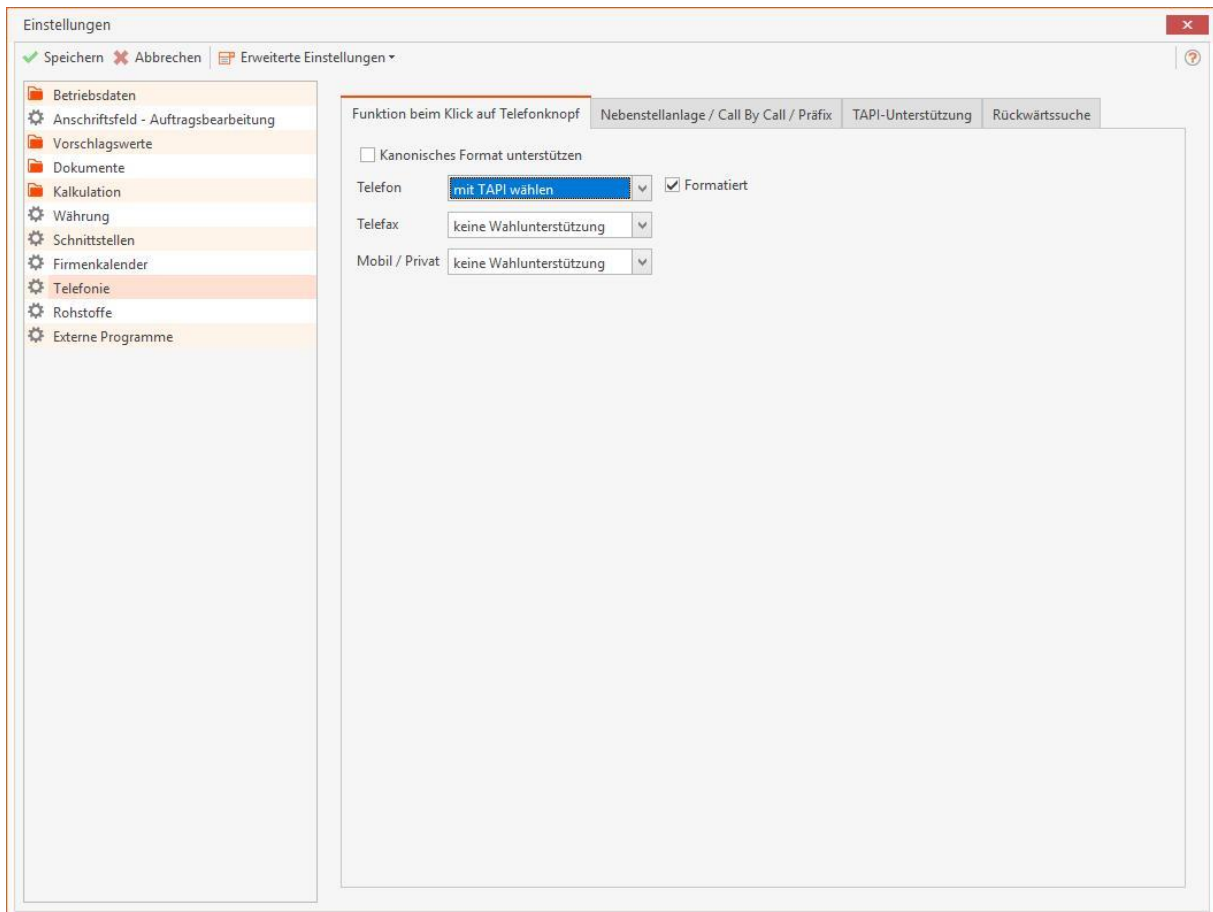 Einstellungen
Speichern Abbrechen Erweiterte Einstellungen
Betriebsdaten
Anschriftsfeld - Auftragsbearbeitung
Vorschlagswerte
Dokumente
Kalkulation
Währung
Schnittstellen
Firmenkalender
Telefonie
Rohstoffe
Externe Programme
Funktion beim Klick auf Telefonknopf Nebenstellanlage / Call By Call / Präfix TAPI-Unterstützung Rückwärtssuche
Kanonisches Format unterstützen
Telefon mit TAPI wählen Formatiert
Telefax keine Wahlunterstützung
Mobil / Privat keine Wahlunterstützung